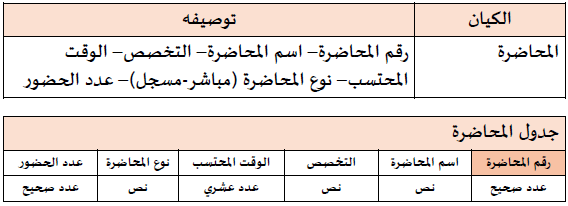 الكيان توصيفه
المحاضرة رقم المحاضرة– اسم المحاضرة– التخصص– الوقت
المحتسب– نوع المحاضرة (مباشر-مسجل)– عدد الحضور
جدول المحاضرة
رقم المحاضرة اسم المحاضرة التخصص الوقت المحتسب نوع المحاضرة عدد الحضور
عدد صحيح نص نص عدد عشري نص عدد صحيح